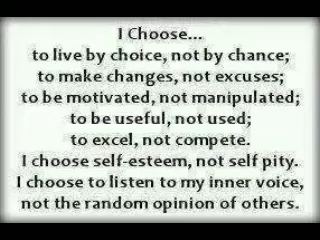 I Choose...
to live by choice, not by chance;
to make changes, not excuses;
to be motivated, not manipulated;
to be useful, not used;
to excel, not compete.
I choose self-esteem, not self pity.
I choose to listen to my inner voice,
not the random opinion of others.